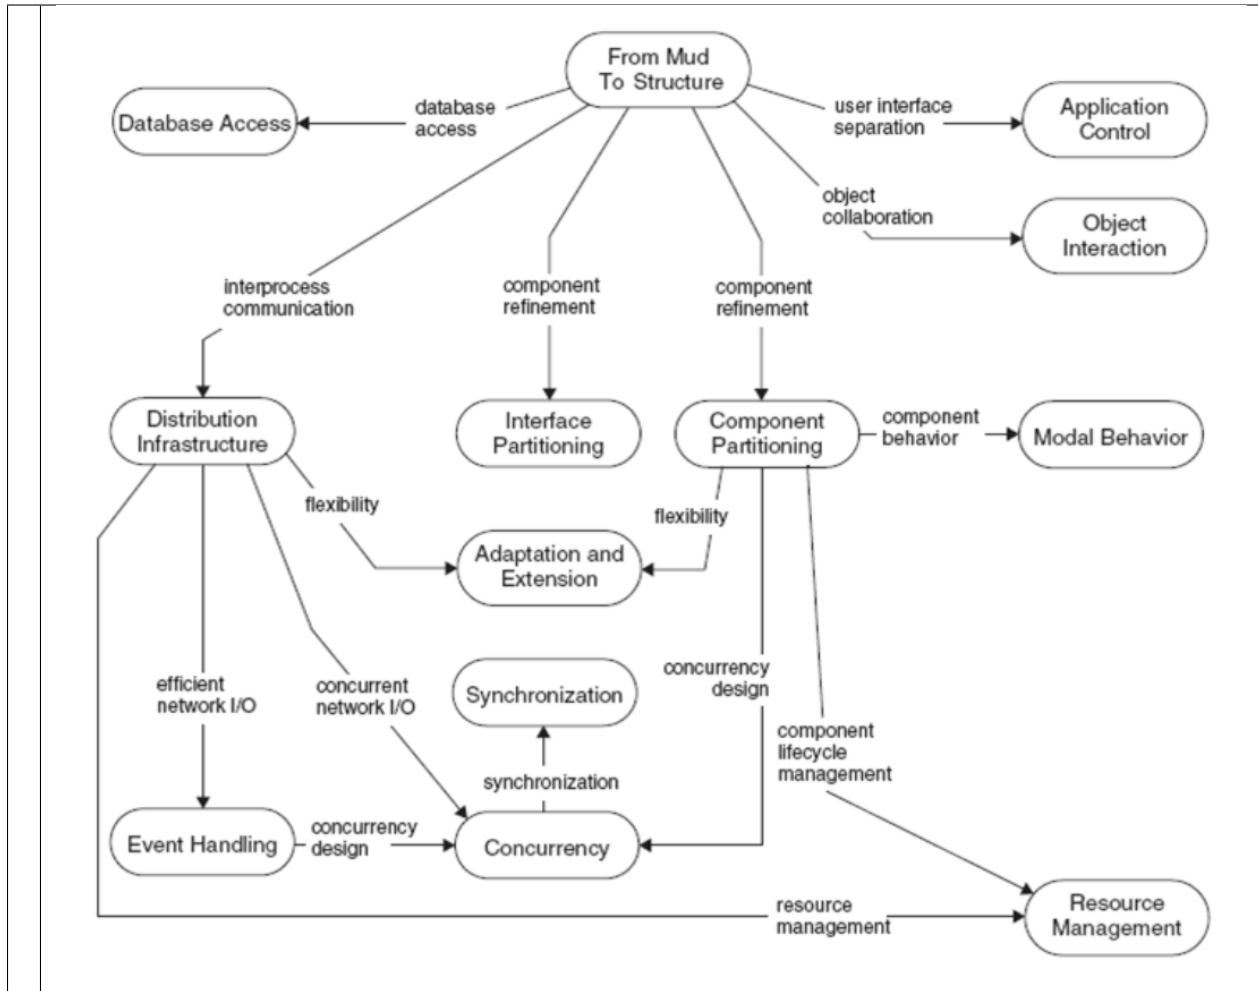 From Mud
To Structure
database
access
Database Access
user interface
separation
Application
Control
object
collaboration
Object
Interaction
interprocess
communication
component
refinement
component
refinement
Distribution
Infrastructure
Interface
Partitioning
Component
Partitioning
component
behavior
Modal Behavior
flexibility
flexibility
Adaptation and
Extension
efficient
network I/O
concurrent
network I/O
Synchronization
concurrency
design
synchronization
component
lifecycle
management
Event Handling
concurrency
design
Concurrency
resource
management
Resource
Management